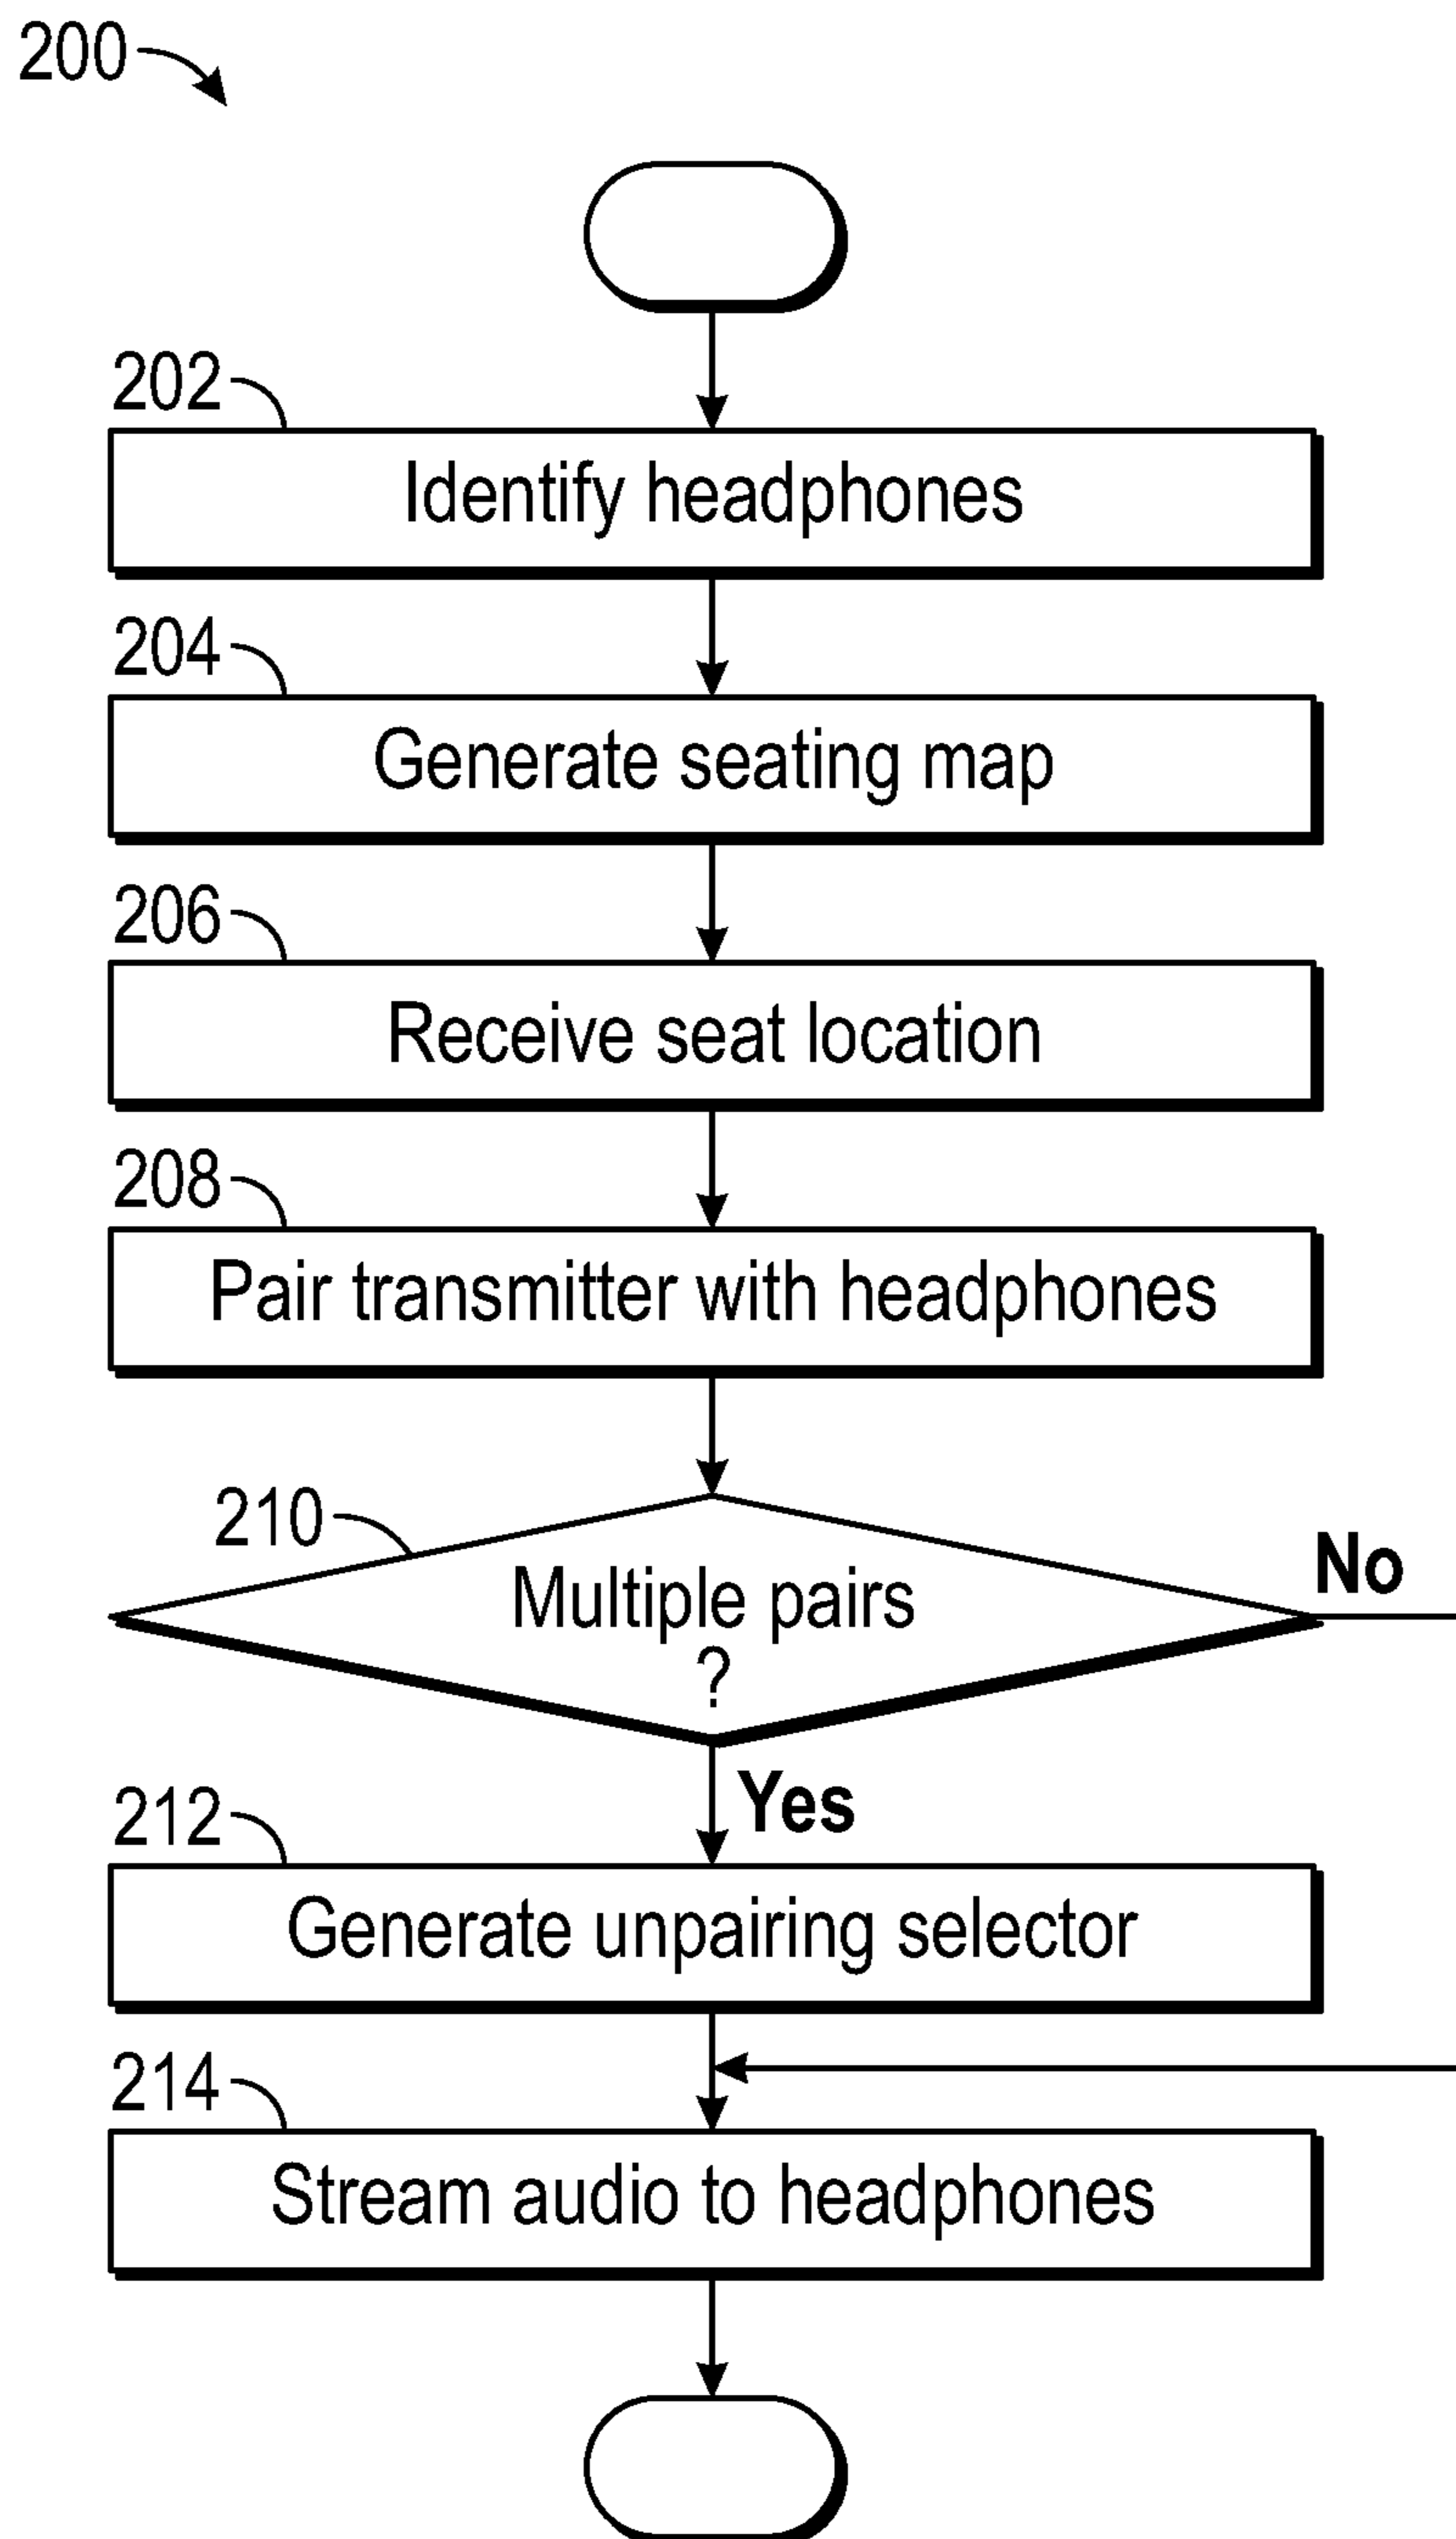 200
202
Identify headphones
204
Generate seating map
206
Receive seat location
208
Pair transmitter with headphones
210
Multiple pairs
?
No
Yes
212
Generate unpairing selector
214
Stream audio to headphones